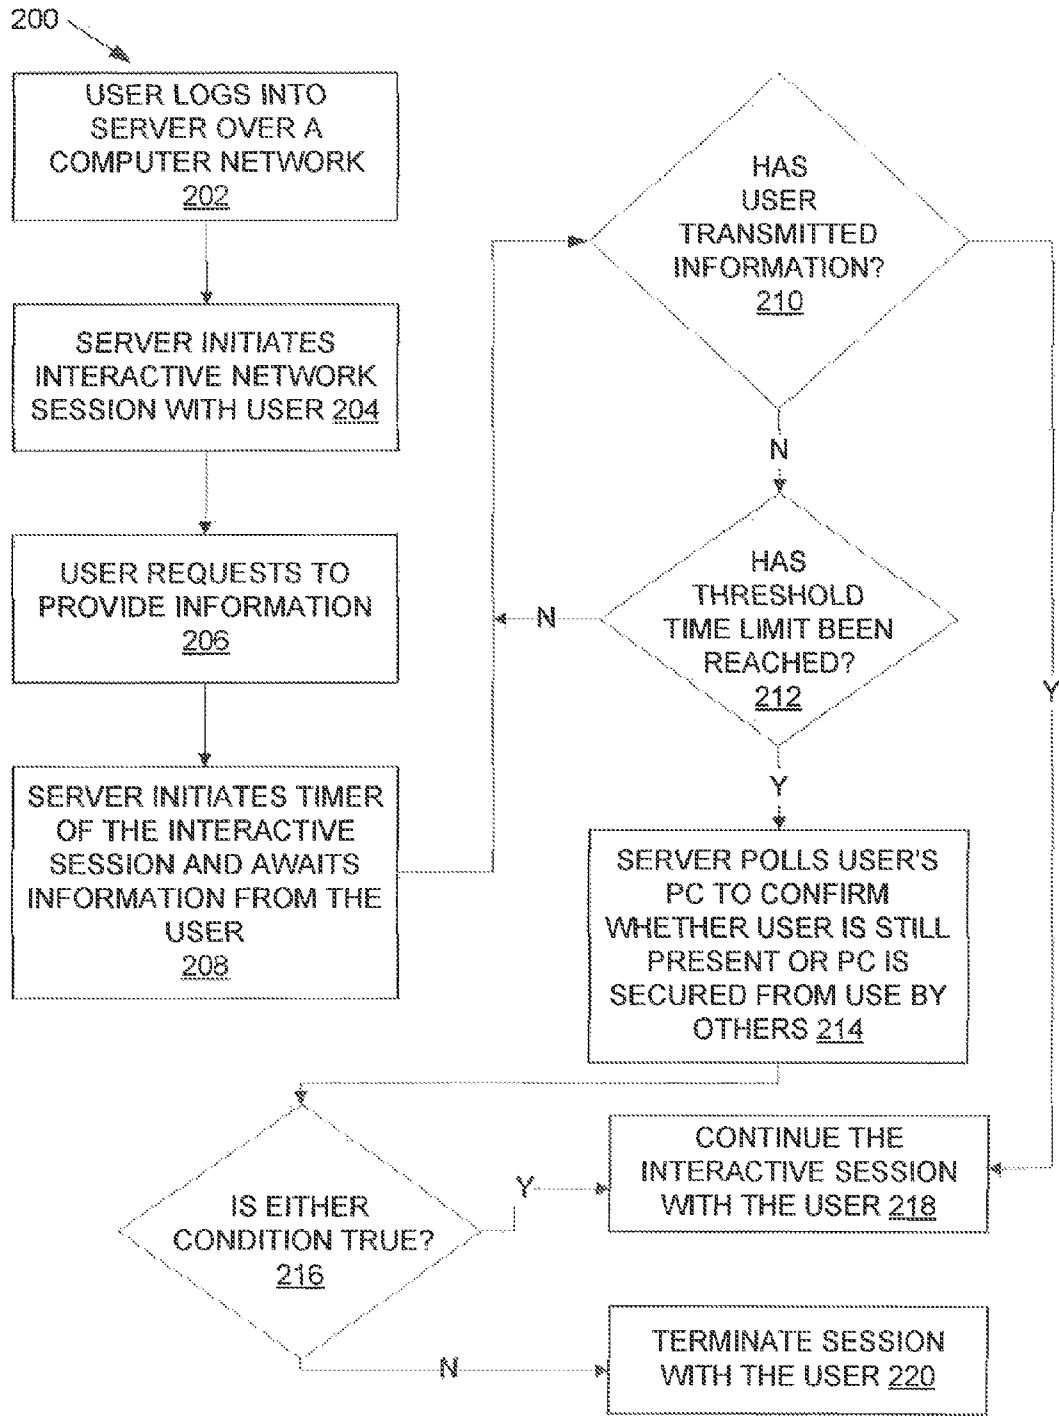 200
USER LOGS INTO
SERVER OVER A
COMPUTER NETWORK
202
SERVER INITIATES
INTERACTIVE NETWORK
SESSION WITH USER 204
USER REQUESTS TO
PROVIDE INFORMATION
206
SERVER INITIATES TIMER
OF THE INTERACTIVE
SESSION AND AWAITS
INFORMATION FROM THE
USER
208
HAS
USER
TRANSMITTED
INFORMATION?
210
N
Y
HAS
THRESHOLD
TIME LIMIT BEEN
REACHED?
212
N
Y
SERVER POLLS USER'S
PC TO CONFIRM
WHETHER USER IS STILL
PRESENT OR PC IS
SECURED FROM USE BY
OTHERS 214
IS EITHER
CONDITION TRUE?
216
Y
N
CONTINUE THE
INTERACTIVE SESSION
WITH THE USER 218
TERMINATE SESSION
WITH THE USER 220